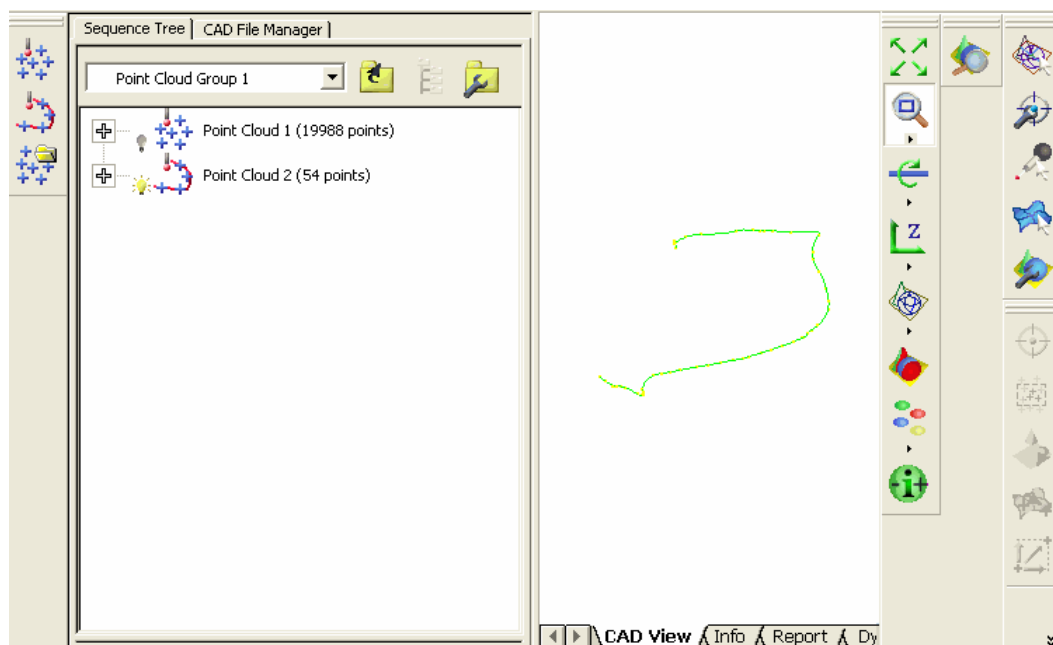 Sequence Tree CAD File Manager
Point Cloud Group 1
Point Cloud 1 (19988 points)
Point Cloud 2 (54 points)
Z
CAD View Info Report Dy